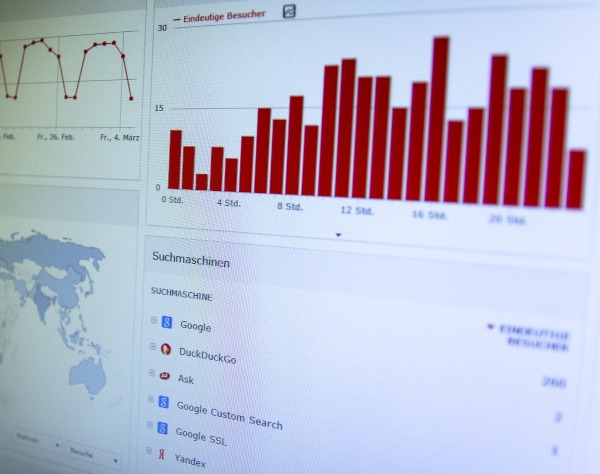 Eindeutige Besucher
30
15
0
0 Std.
4 Std.
8 Std.
12 Std.
16 Std.
20 Std.
Feb.
Fr., 26. Feb.
Fr., 4. März
Suchmaschinen
SUCHMASCHINE
EINDEUTIGE
BESUCHER
Google
260
DuckDuckGo
2
Ask
1
Google Custom Search
Google SSL
Yandex
Besuche